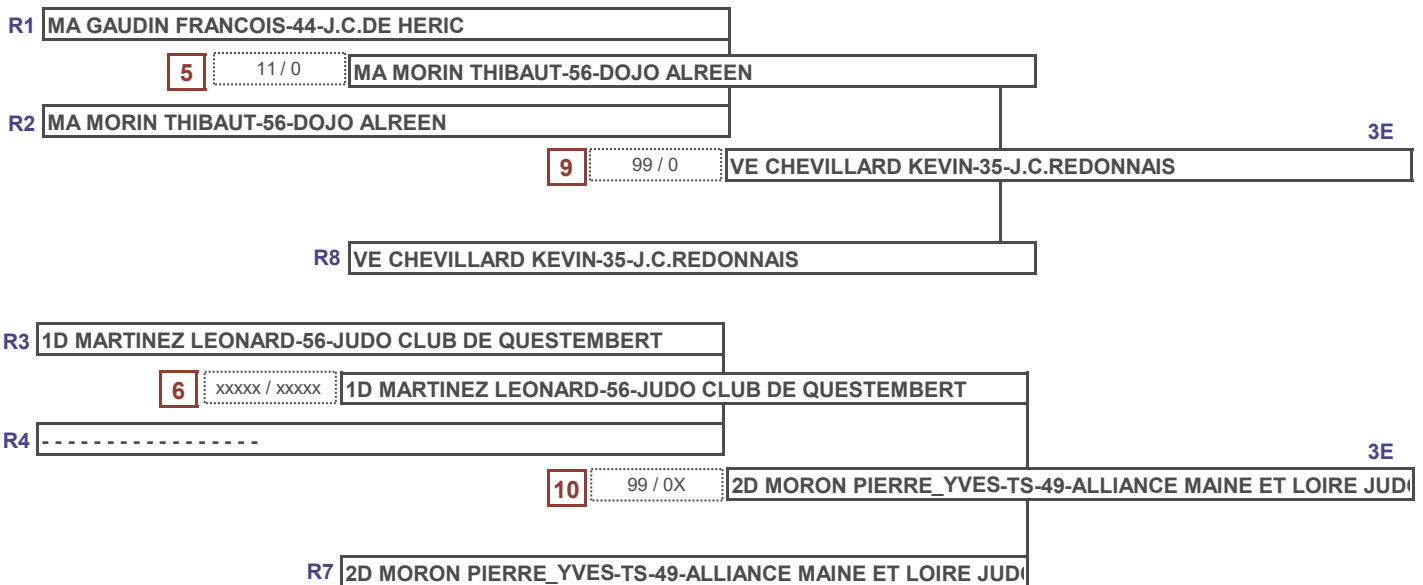 R1 MA GAUDIN FRANCOIS-44-J.C.DE HERIC
5 11 / 0 MA MORIN THIBAUT-56-DOJO ALREEN
R2 MA MORIN THIBAUT-56-DOJO ALREEN
3E
9 99 / 0 VE CHEVILLARD KEVIN-35-J.C.REDONNAIS
R8 VE CHEVILLARD KEVIN-35-J.C.REDONNAIS
R3 1D MARTINEZ LEONARD-56-JUDO CLUB DE QUESTEMBERT
6 xxxxx / xxxxx 1D MARTINEZ LEONARD-56-JUDO CLUB DE QUESTEMBERT
R4 - - - - - - - - - - - - - - - - -
3E
10 99 / 0X 2D MORON PIERRE_YVES-TS-49-ALLIANCE MAINE ET LOIRE JUDO
R7 2D MORON PIERRE_YVES-TS-49-ALLIANCE MAINE ET LOIRE JUDO